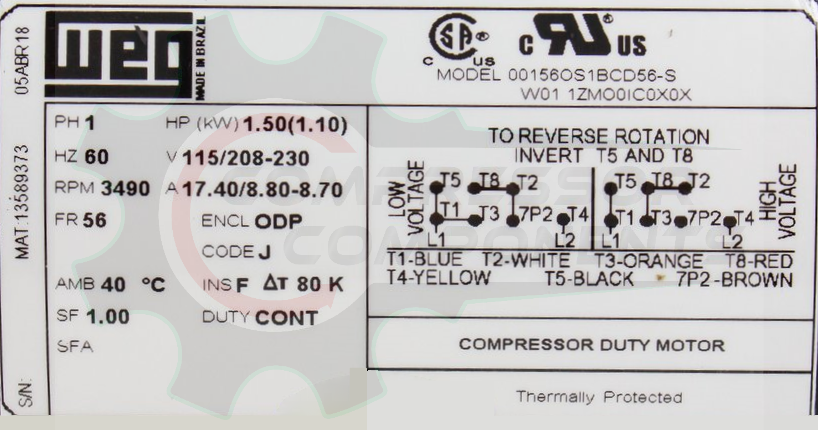 05ABR18
MAT.:13589373
S/N:
WEG
MADE IN BRAZIL
CSA®
C US
C UR US
MODEL 00156OS1BCD56-S
W01 1ZMO0IC0X0X
PH 1 HP (kW) 1.50(1.10)
HZ 60 V 115/208-230
RPM 3490 A 17.40/8.80-8.70
FR 56 ENCL ODP
CODE J
AMB 40 °C INS F ΔT 80 K
SF 1.00 DUTY CONT
SFA
TO REVERSE ROTATION
INVERT T5 AND T8
LOW VOLTAGE
T5 T8 T2
T1 T3 7P2 T4
L1 L2
HIGH VOLTAGE
T5 T8 T2
T1 T3 7P2 T4
L1 L2
T1-BLUE T2-WHITE T3-ORANGE T8-RED
T4-YELLOW T5-BLACK 7P2-BROWN
COMPRESSOR DUTY MOTOR
Thermally Protected
COMPRESSOR
COMPONENTS